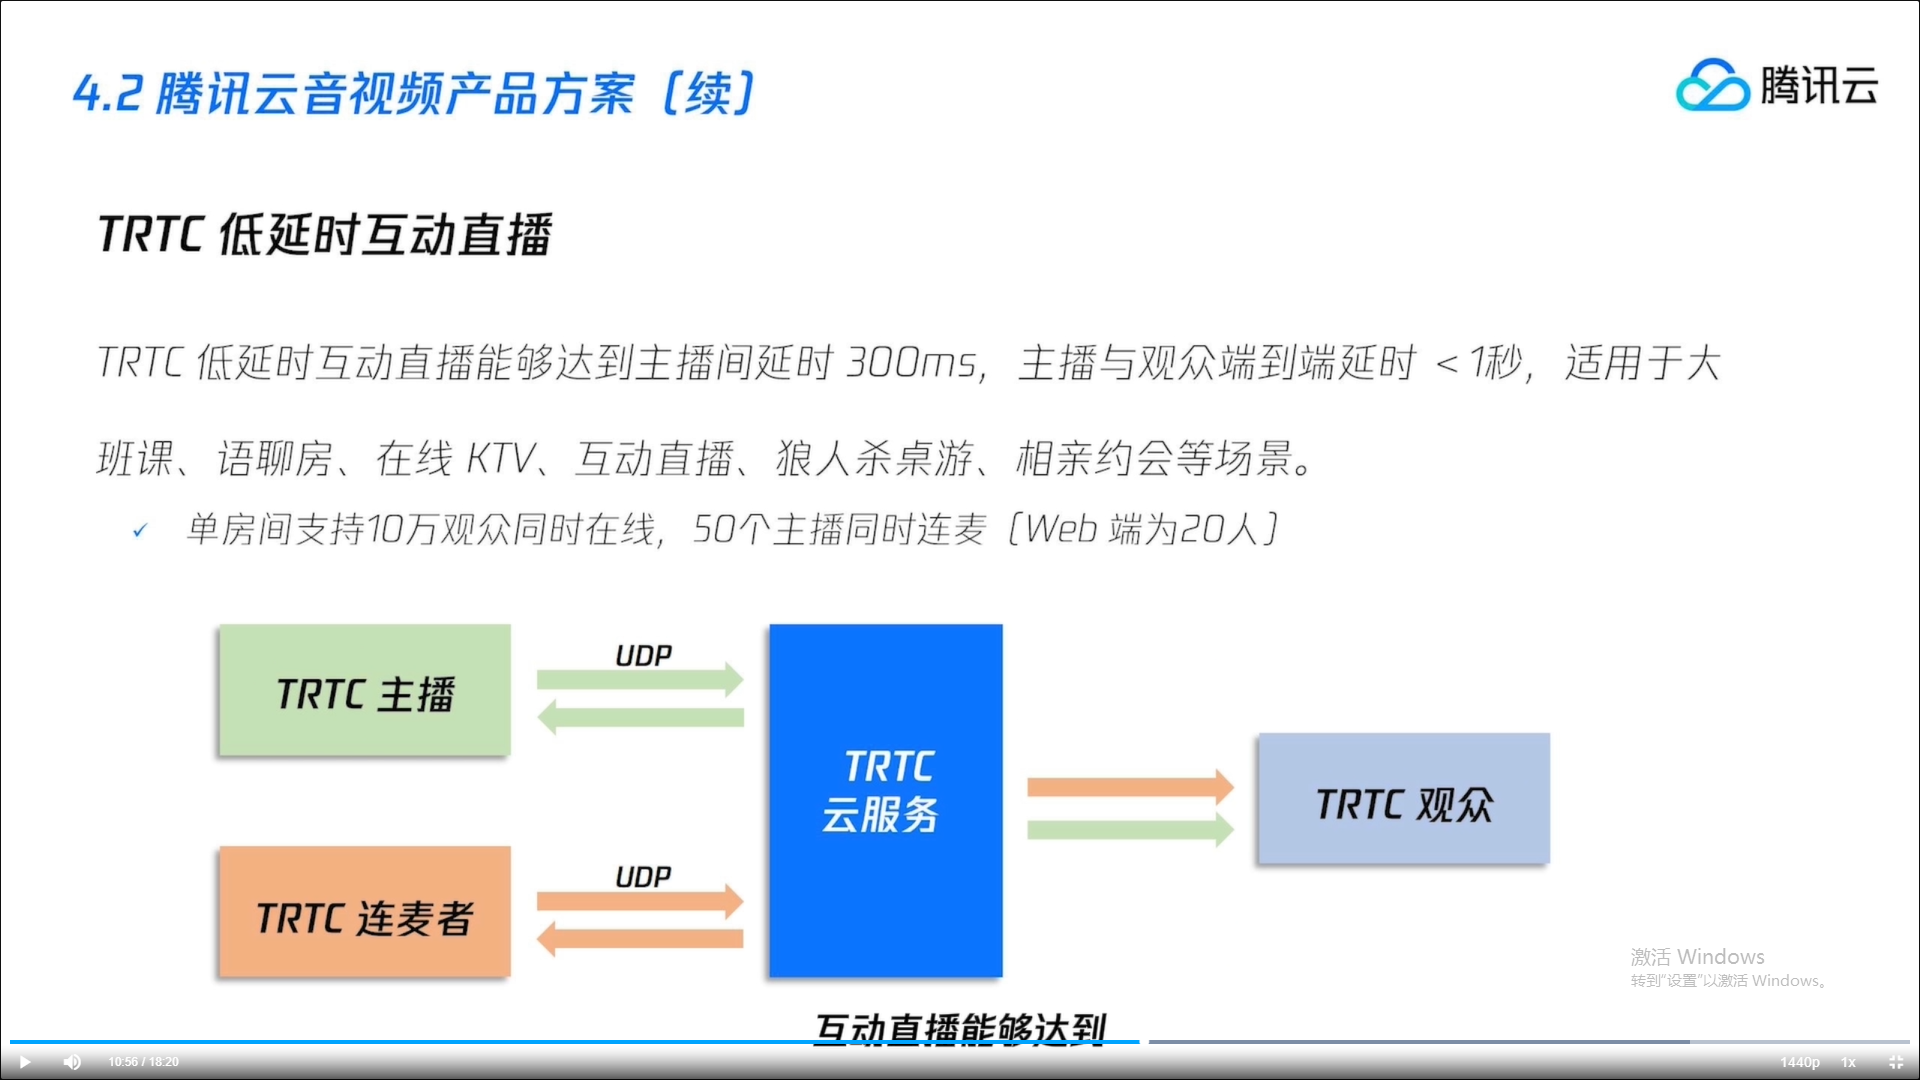 4.2 腾讯云音视频产品方案（续）
腾讯云
TRTC 低延时互动直播
TRTC 低延时互动直播能够达到主播间延时 300ms，主播与观众端到端延时 < 1秒，适用于大
班课、语聊房、在线 KTV、互动直播、狼人杀桌游、相亲约会等场景。
✓ 单房间支持10万观众同时在线，50个主播同时连麦（Web 端为20人）
TRTC 主播
UDP
TRTC
云服务
TRTC 观众
TRTC 连麦者
UDP
激活 Windows
转到“设置”以激活 Windows。
互动直播能够达到
10:56 / 18:20
1440p
1x